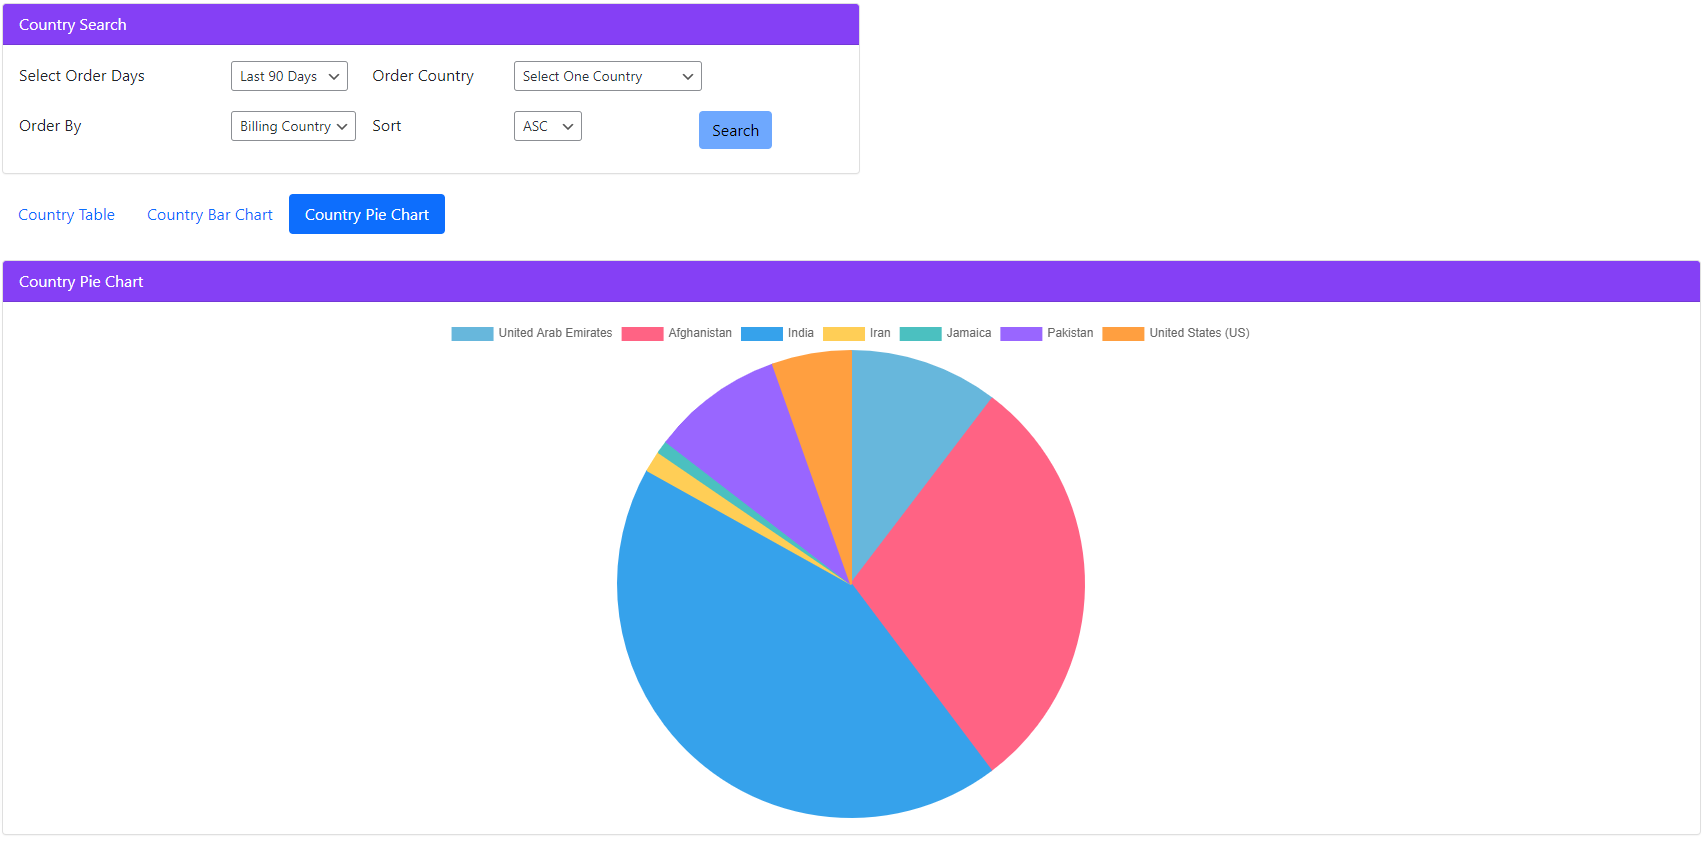 Country Search
Select Order Days Last 90 Days Order Country Select One Country
Order By Billing Country Sort ASC Search
Country Table Country Bar Chart Country Pie Chart
Country Pie Chart
United Arab Emirates Afghanistan India Iran Jamaica Pakistan United States (US)